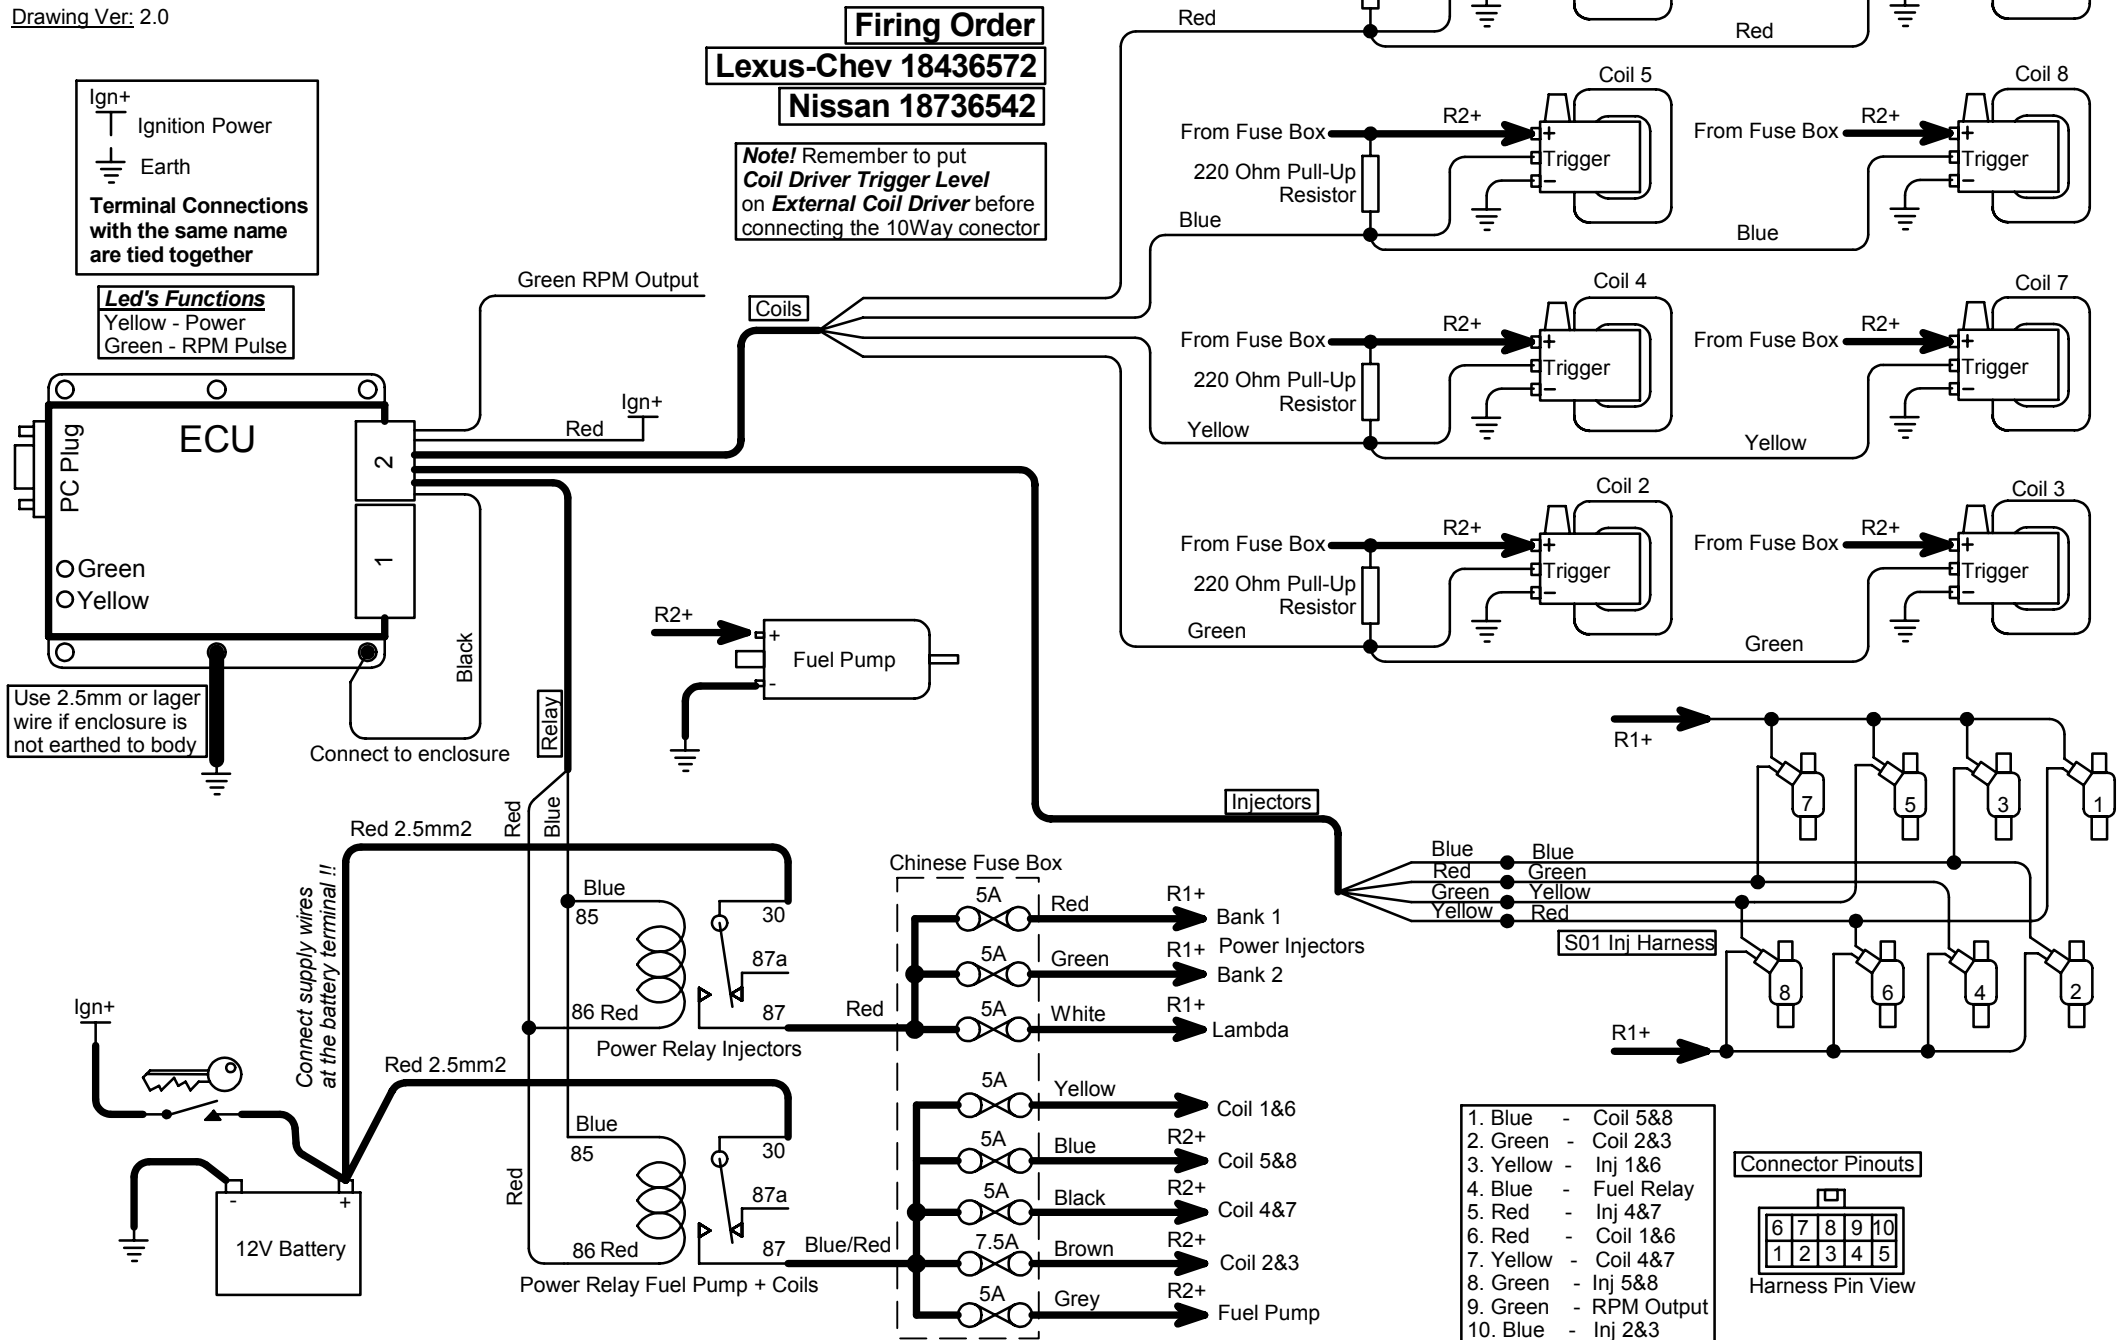 Drawing Ver: 2.0
Firing Order
Lexus-Chev 18436572
Nissan 18736542
Note! Remember to put
Coil Driver Trigger Level
on External Coil Driver before
connecting the 10Way conector
Ign+
Ignition Power
Earth
Terminal Connections
with the same name
are tied together
Led's Functions
Yellow - Power
Green - RPM Pulse
Green RPM Output
Coils
Ign+
Red
ECU
PC Plug
2
1
Green
Yellow
Black
Use 2.5mm or lager
wire if enclosure is
not earthed to body
Connect to enclosure
Relay
R2+
+
Fuel Pump
-
Red
Red
Coil 5
From Fuse Box
R2+
+
Trigger
-
220 Ohm Pull-Up
Resistor
Blue
Coil 8
From Fuse Box
R2+
+
Trigger
-
Blue
Coil 4
From Fuse Box
R2+
+
Trigger
-
220 Ohm Pull-Up
Resistor
Yellow
Coil 7
From Fuse Box
R2+
+
Trigger
-
Yellow
Coil 2
From Fuse Box
R2+
+
Trigger
-
220 Ohm Pull-Up
Resistor
Green
Coil 3
From Fuse Box
R2+
+
Trigger
-
Green
R1+
7
5
3
1
Injectors
Blue
Blue
Red
Green
Green
Yellow
Yellow
Red
S01 Inj Harness
8
6
4
2
R1+
Red
Blue
Red 2.5mm2
Connect supply wires
at the battery terminal !!
Blue
85
30
87a
86 Red
87
Power Relay Injectors
Red
Red 2.5mm2
Blue
85
30
87a
Red
86 Red
87
Power Relay Fuel Pump + Coils
Blue/Red
Ign+
-
+
12V Battery
Chinese Fuse Box
5A
Red
R1+
Bank 1
Power Injectors
5A
Green
R1+
Bank 2
5A
White
R1+
Lambda
5A
Yellow
Coil 1&6
5A
Blue
R2+
Coil 5&8
5A
Black
R2+
Coil 4&7
7.5A
Brown
R2+
Coil 2&3
5A
Grey
R2+
Fuel Pump
1. Blue - Coil 5&8
2. Green - Coil 2&3
3. Yellow - Inj 1&6
4. Blue - Fuel Relay
5. Red - Inj 4&7
6. Red - Coil 1&6
7. Yellow - Coil 4&7
8. Green - Inj 5&8
9. Green - RPM Output
10. Blue - Inj 2&3
Connector Pinouts
6 7 8 9 10
1 2 3 4 5
Harness Pin View